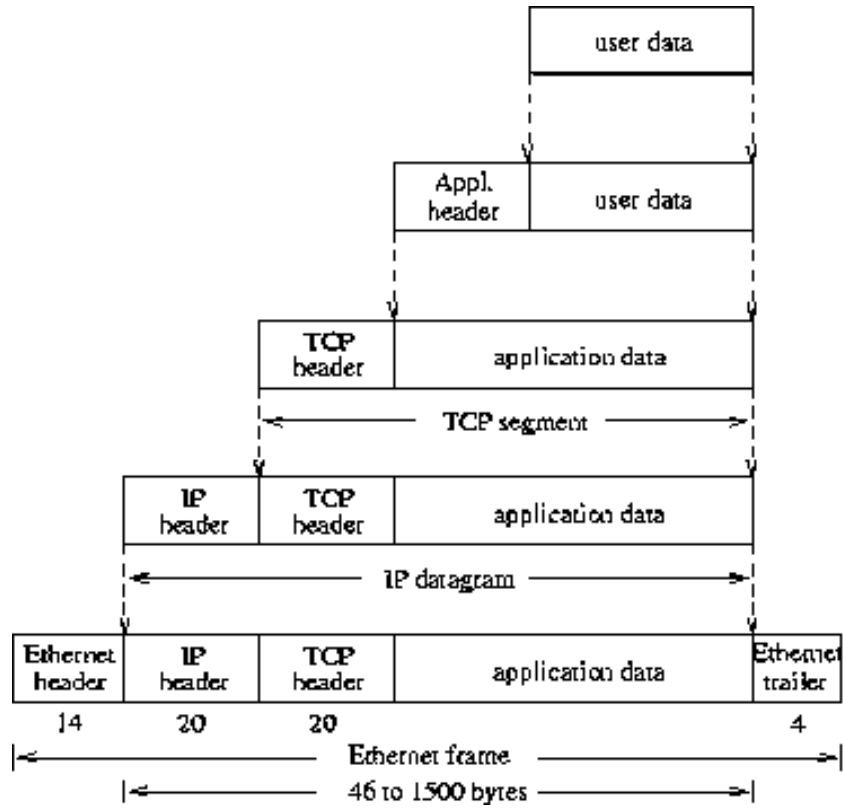 user data
Appl.
header
user data
TCP
header
application data
TCP segment
IP
header
TCP
header
application data
IP datagram
Ethernet
header
IP
header
TCP
header
application data
Ethernet
trailer
14
20
20
4
Ethernet frame
46 to 1500 bytes